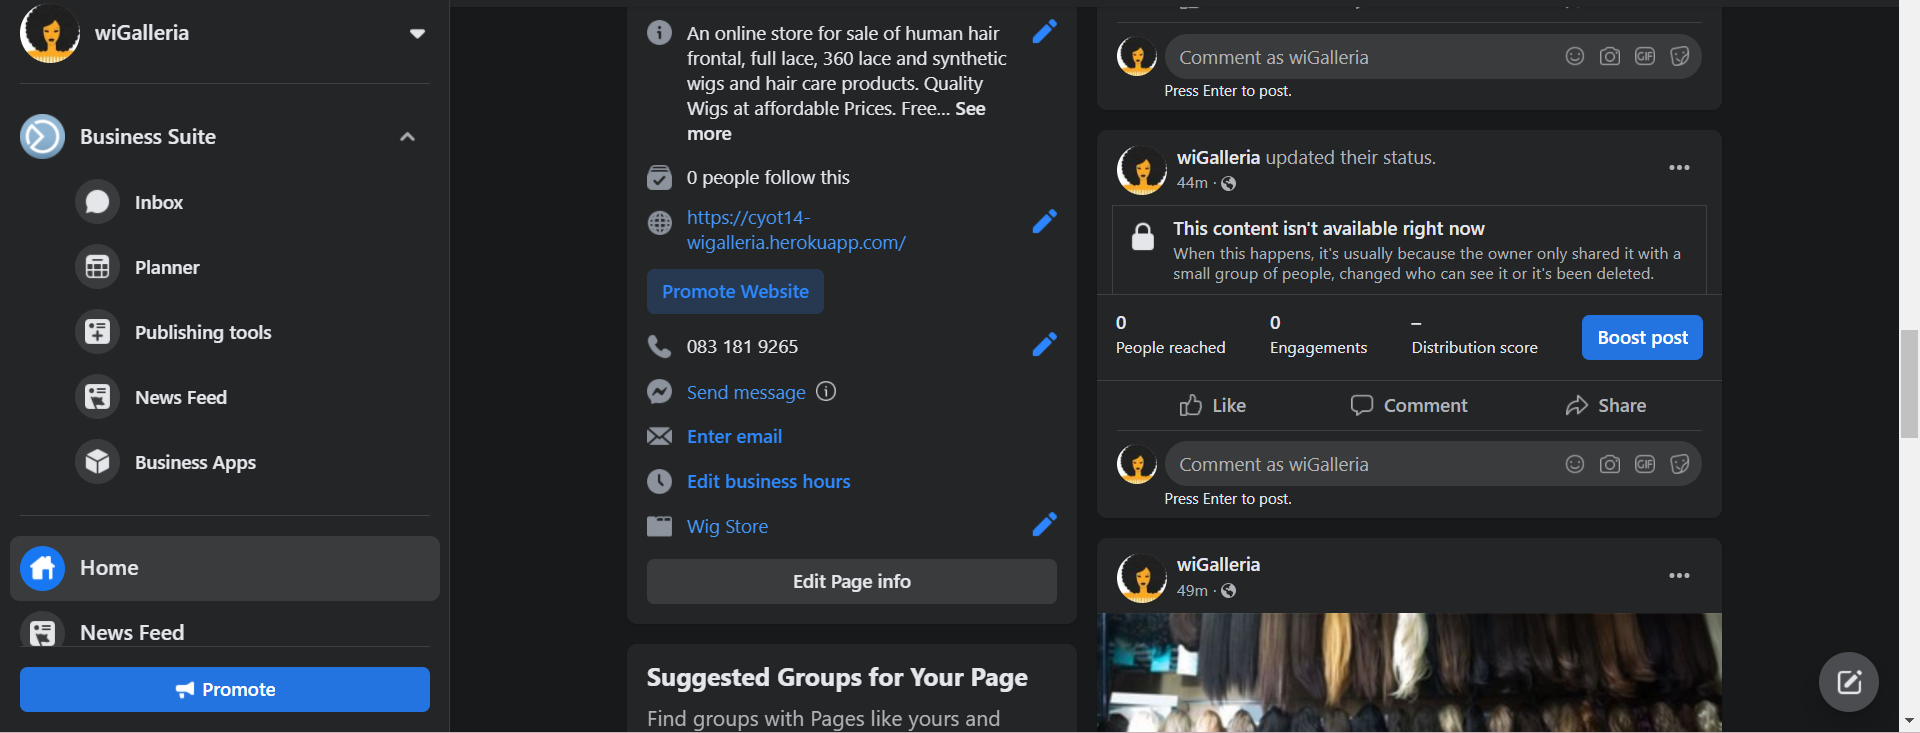 wiGalleria
Business Suite
Inbox
Planner
Publishing tools
News Feed
Business Apps
Home
News Feed
Promote
An online store for sale of human hair
frontal, full lace, 360 lace and synthetic
wigs and hair care products. Quality
Wigs at affordable Prices. Free... See
more
0 people follow this
https://cyot14-
wigalleria.herokuapp.com/
Promote Website
083 181 9265
Send message
Enter email
Edit business hours
Wig Store
Edit Page info
Suggested Groups for Your Page
Find groups with Pages like yours and
Comment as wiGalleria
GIF
Press Enter to post.
wiGalleria updated their status.
44m ·
This content isn't available right now
When this happens, it's usually because the owner only shared it with a
small group of people, changed who can see it or it's been deleted.
0 0 –
People reached Engagements Distribution score
Boost post
Like Comment Share
Comment as wiGalleria
GIF
Press Enter to post.
wiGalleria
49m ·